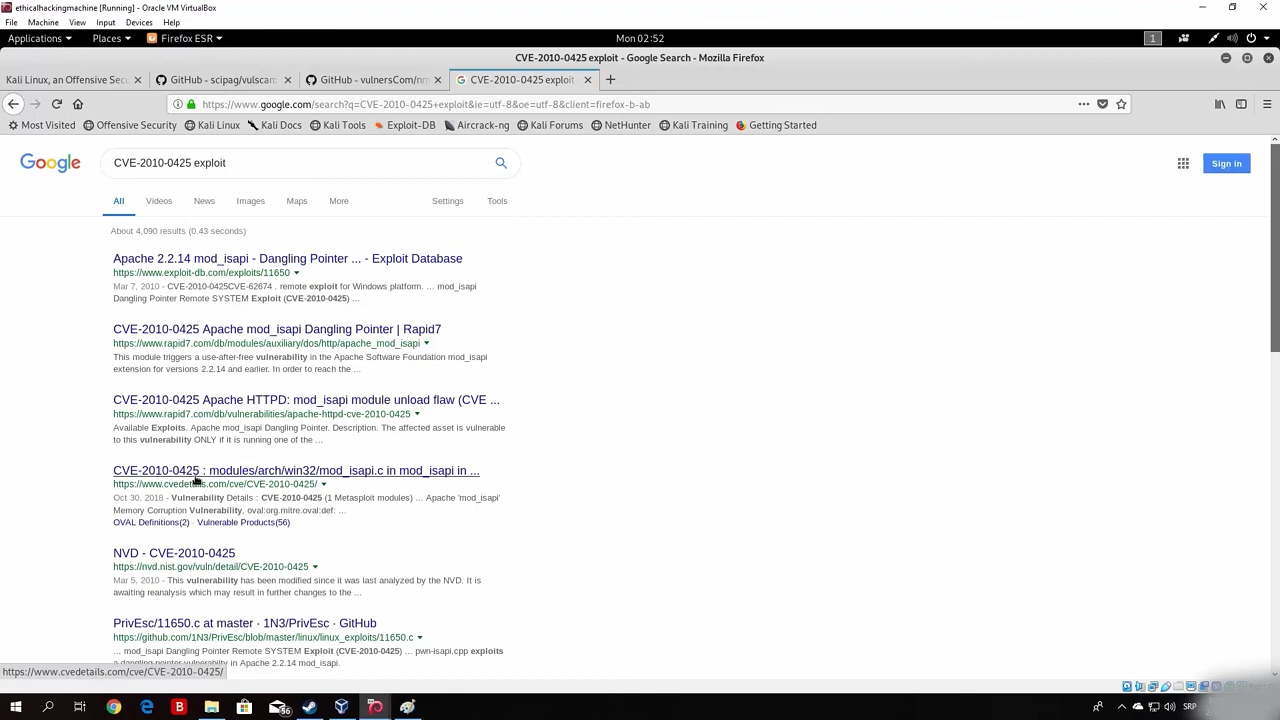 ethicalhackingmachine [Running] - Oracle VM VirtualBox
File Machine View Input Devices Help
Applications Places Firefox ESR Mon 02:52 1
CVE-2010-0425 exploit - Google Search - Mozilla Firefox
Kali Linux, an Offensive Sec GitHub - scipag/vulscan: GitHub - vulnersCom/nm CVE-2010-0425 exploit
https://www.google.com/search?q=CVE-2010-0425+exploit&ie=utf-8&oe=utf-8&client=firefox-b-ab
Most Visited Offensive Security Kali Linux Kali Docs Kali Tools Exploit-DB Aircrack-ng Kali Forums NetHunter Kali Training Getting Started
Google CVE-2010-0425 exploit Sign in
All Videos News Images Maps More Settings Tools
About 4,090 results (0.43 seconds)
Apache 2.2.14 mod_isapi - Dangling Pointer ... - Exploit Database
https://www.exploit-db.com/exploits/11650
Mar 7, 2010 - CVE-2010-0425CVE-62674 . remote exploit for Windows platform. ... mod_isapi
Dangling Pointer Remote SYSTEM Exploit (CVE-2010-0425) ...
CVE-2010-0425 Apache mod_isapi Dangling Pointer | Rapid7
https://www.rapid7.com/db/modules/auxiliary/dos/http/apache_mod_isapi
This module triggers a use-after-free vulnerability in the Apache Software Foundation mod_isapi
extension for versions 2.2.14 and earlier. In order to reach the ...
CVE-2010-0425 Apache HTTPD: mod_isapi module unload flaw (CVE ...
https://www.rapid7.com/db/vulnerabilities/apache-httpd-cve-2010-0425
Available Exploits. Apache mod_isapi Dangling Pointer. Description. The affected asset is vulnerable
to this vulnerability ONLY if it is running one of the ...
CVE-2010-0425 : modules/arch/win32/mod_isapi.c in mod_isapi in ...
https://www.cvedetails.com/cve/CVE-2010-0425/
Oct 30, 2018 - Vulnerability Details : CVE-2010-0425 (1 Metasploit modules) ... Apache 'mod_isapi'
Memory Corruption Vulnerability, oval:org.mitre.oval:def: ...
OVAL Definitions(2) · Vulnerable Products(56)
NVD - CVE-2010-0425
https://nvd.nist.gov/vuln/detail/CVE-2010-0425
Mar 5, 2010 - This vulnerability has been modified since it was last analyzed by the NVD. It is
awaiting reanalysis which may result in further changes to the ...
PrivEsc/11650.c at master · 1N3/PrivEsc · GitHub
https://github.com/1N3/PrivEsc/blob/master/linux/linux_exploits/11650.c
... mod_isapi Dangling Pointer Remote SYSTEM Exploit (CVE-2010-0425) ... pwn-isapi.cpp exploits
a dangling pointer vulnerabilty in Apache 2.2.14 mod_isapi.
https://www.cvedetails.com/cve/CVE-2010-0425/
56 SRP